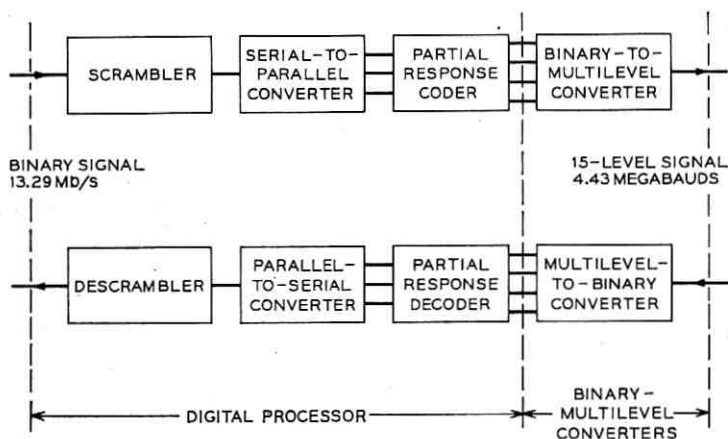 SCRAMBLER
SERIAL-TO-
PARALLEL
CONVERTER
PARTIAL
RESPONSE
CODER
BINARY-TO-
MULTILEVEL
CONVERTER
BINARY SIGNAL
13.29 Mb/s
15-LEVEL SIGNAL
4.43 MEGABAUDS
DESCRAMBLER
PARALLEL-
TO-SERIAL
CONVERTER
PARTIAL
RESPONSE
DECODER
MULTILEVEL-
TO-BINARY
CONVERTER
DIGITAL PROCESSOR
BINARY-
MULTILEVEL
CONVERTERS